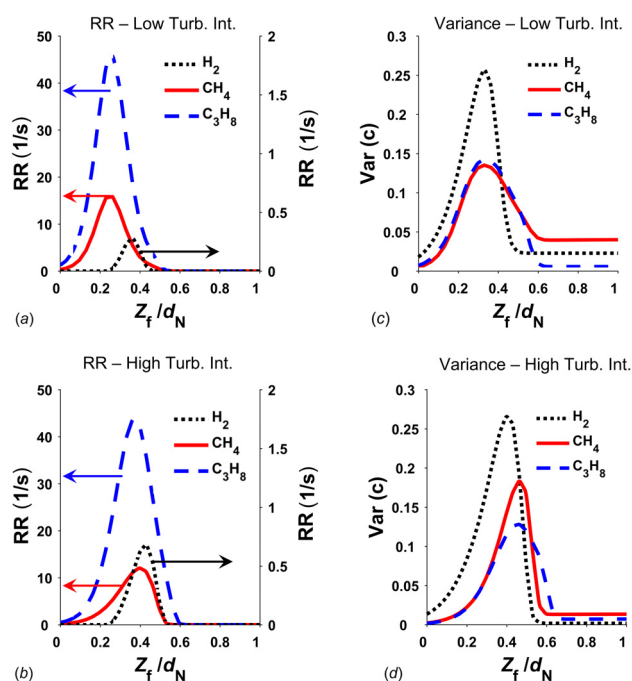 RR – Low Turb. Int.
50
40
30
20
10
0
RR (1/s)
2
1.5
1
0.5
0
RR (1/s)
H2
CH4
C3H8
0 0.2 0.4 0.6 0.8 1
Zf /dN
(a)
Variance – Low Turb. Int.
0.3
0.25
0.2
0.15
0.1
0.05
0
Var (c)
H2
CH4
C3H8
0 0.2 0.4 0.6 0.8 1
Zf /dN
(c)
RR – High Turb. Int.
50
40
30
20
10
0
RR (1/s)
2
1.5
1
0.5
0
RR (1/s)
H2
CH4
C3H8
0 0.2 0.4 0.6 0.8 1
Zf /dN
(b)
Variance – High Turb. Int.
0.3
0.25
0.2
0.15
0.1
0.05
0
Var (c)
H2
CH4
C3H8
0 0.2 0.4 0.6 0.8 1
Zf /dN
(d)